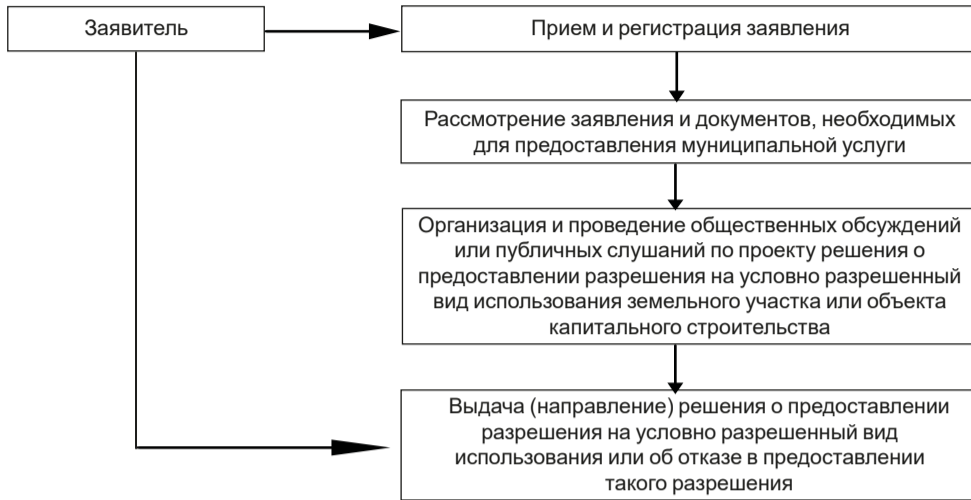 Заявитель
Прием и регистрация заявления
Рассмотрение заявления и документов, необходимых
для предоставления муниципальной услуги
Организация и проведение общественных обсуждений
или публичных слушаний по проекту решения о
предоставлении разрешения на условно разрешенный
вид использования земельного участка или объекта
капитального строительства
Выдача (направление) решения о предоставлении
разрешения на условно разрешенный вид
использования или об отказе в предоставлении
такого разрешения